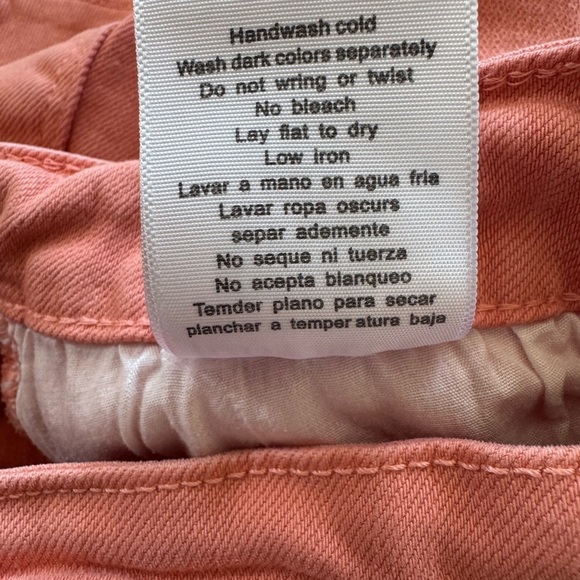 Handwash cold
Wash dark colors separately
Do not wring or twist
No bleach
Lay flat to dry
Low iron
Lavar a mano en agua fria
Lavar ropa oscurs
separ ademente
No seque ni tuerza
No acepta blanqueo
Temder plano para secar
planchar a temper atura baja